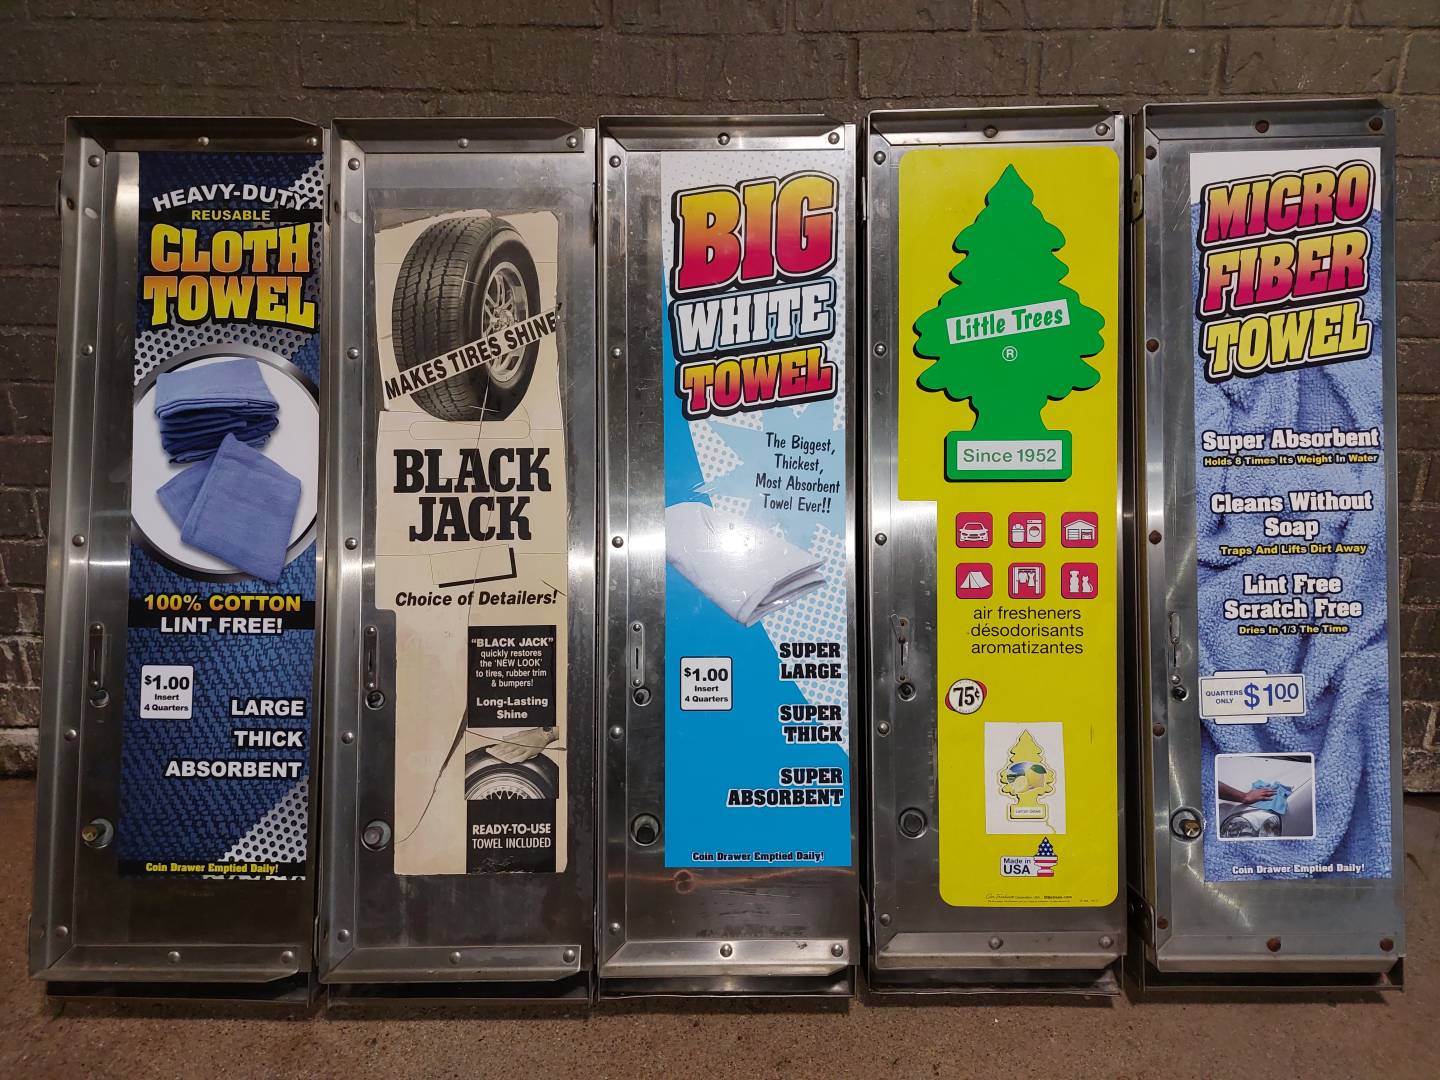 HEAVY-DUTY
REUSABLE
CLOTH
TOWEL
100% COTTON
LINT FREE!
$1.00
Insert
4 Quarters
LARGE
THICK
ABSORBENT
Coin Drawer Emptied Daily!
MAKES TIRES SHINE
BLACK
JACK
Choice of Detailers!
"BLACK JACK"
quickly restores
the 'NEW LOOK'
to tires, rubber trim
& bumpers!
Long-Lasting
Shine
READY-TO-USE
TOWEL INCLUDED
BIG
WHITE
TOWEL
The Biggest,
Thickest,
Most Absorbent
Towel Ever!!
$1.00
Insert
4 Quarters
SUPER
LARGE
SUPER
THICK
SUPER
ABSORBENT
Coin Drawer Emptied Daily!
Little Trees
®
Since 1952
air fresheners
désodorisants
aromatizantes
75¢
Made in
USA
MICRO
FIBER
TOWEL
Super Absorbent
Holds 8 Times Its Weight In Water
Cleans Without
Soap
Traps And Lifts Dirt Away
Lint Free
Scratch Free
Dries In 1/3 The Time
QUARTERS
ONLY
$1.00
Coin Drawer Emptied Daily!